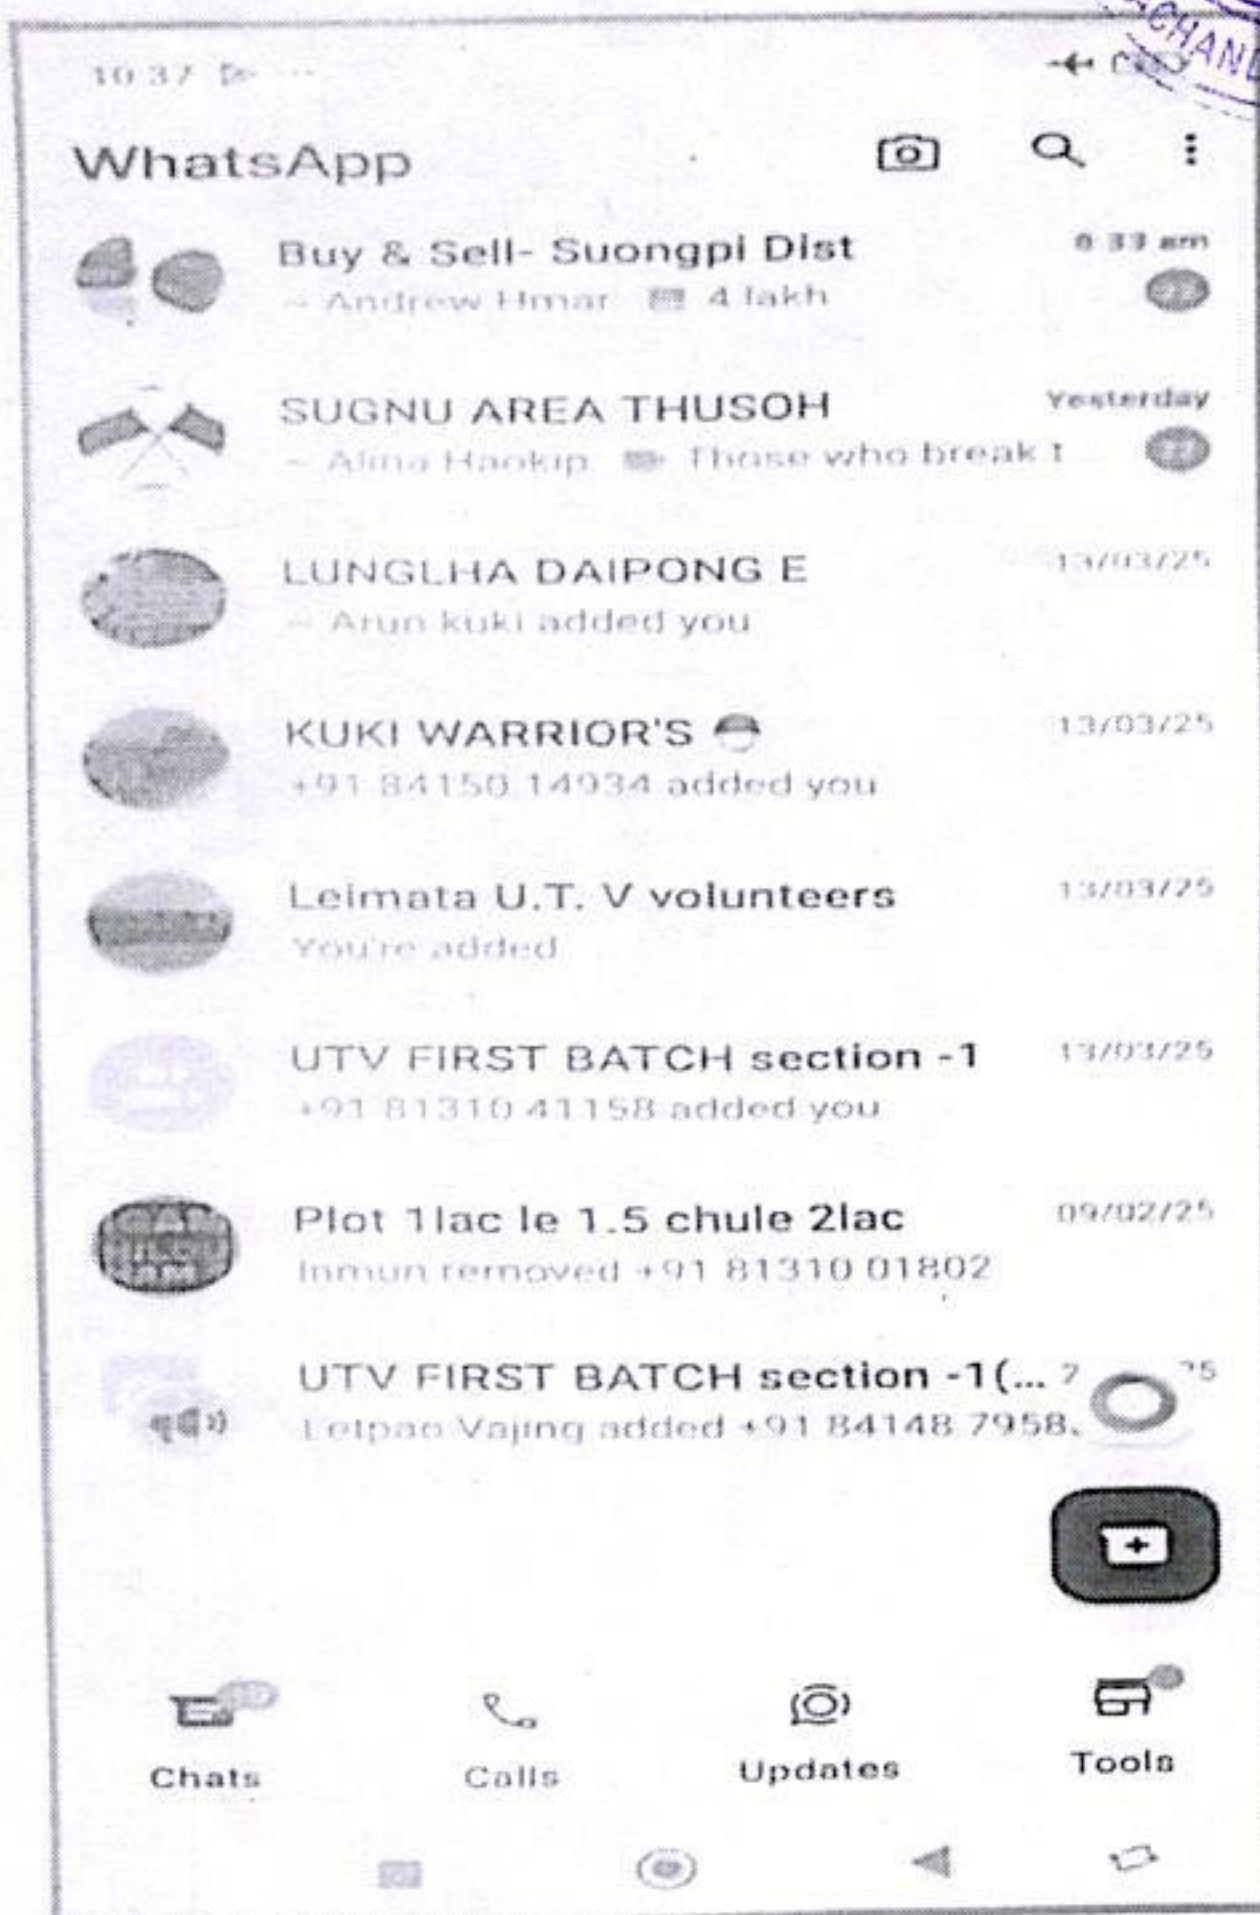 ACHAND
10 37
WhatsApp
Buy & Sell- Suongpi Dist
8 33 am
~ Andrew Hmar 4 lakh
SUGNU AREA THUSOH
Yesterday
~ Alma Haokip Those who break t...
LUNGLHA DAIPONG E
13/03/25
~ Arun kuki added you
KUKI WARRIOR'S
13/03/25
+91 84150 14934 added you
Leimata U.T. V volunteers
13/03/25
You're added
UTV FIRST BATCH section -1
13/03/25
+91 81310 41158 added you
Plot 1lac le 1.5 chule 2lac
09/02/25
Inmun removed +91 81310 01802
UTV FIRST BATCH section -1(...
Letpao Vajing added +91 84148 7958
Chats
Calls
Updates
Tools